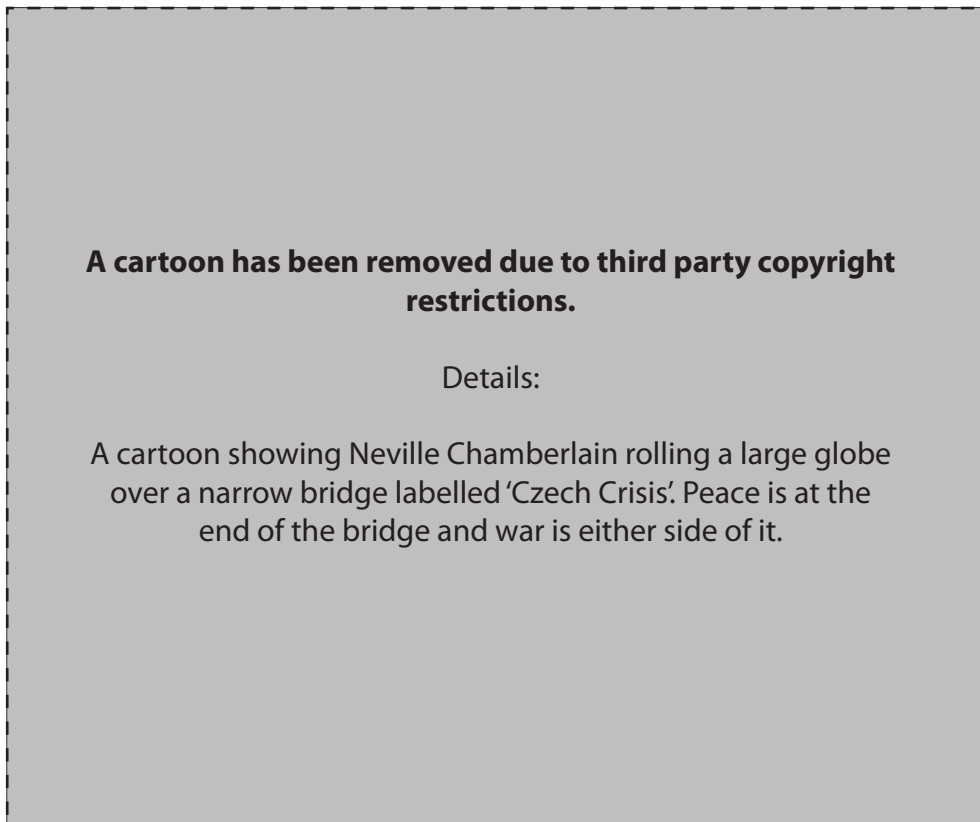 A cartoon has been removed due to third party copyright
restrictions.
Details:
A cartoon showing Neville Chamberlain rolling a large globe
over a narrow bridge labelled ‘Czech Crisis’. Peace is at the
end of the bridge and war is either side of it.